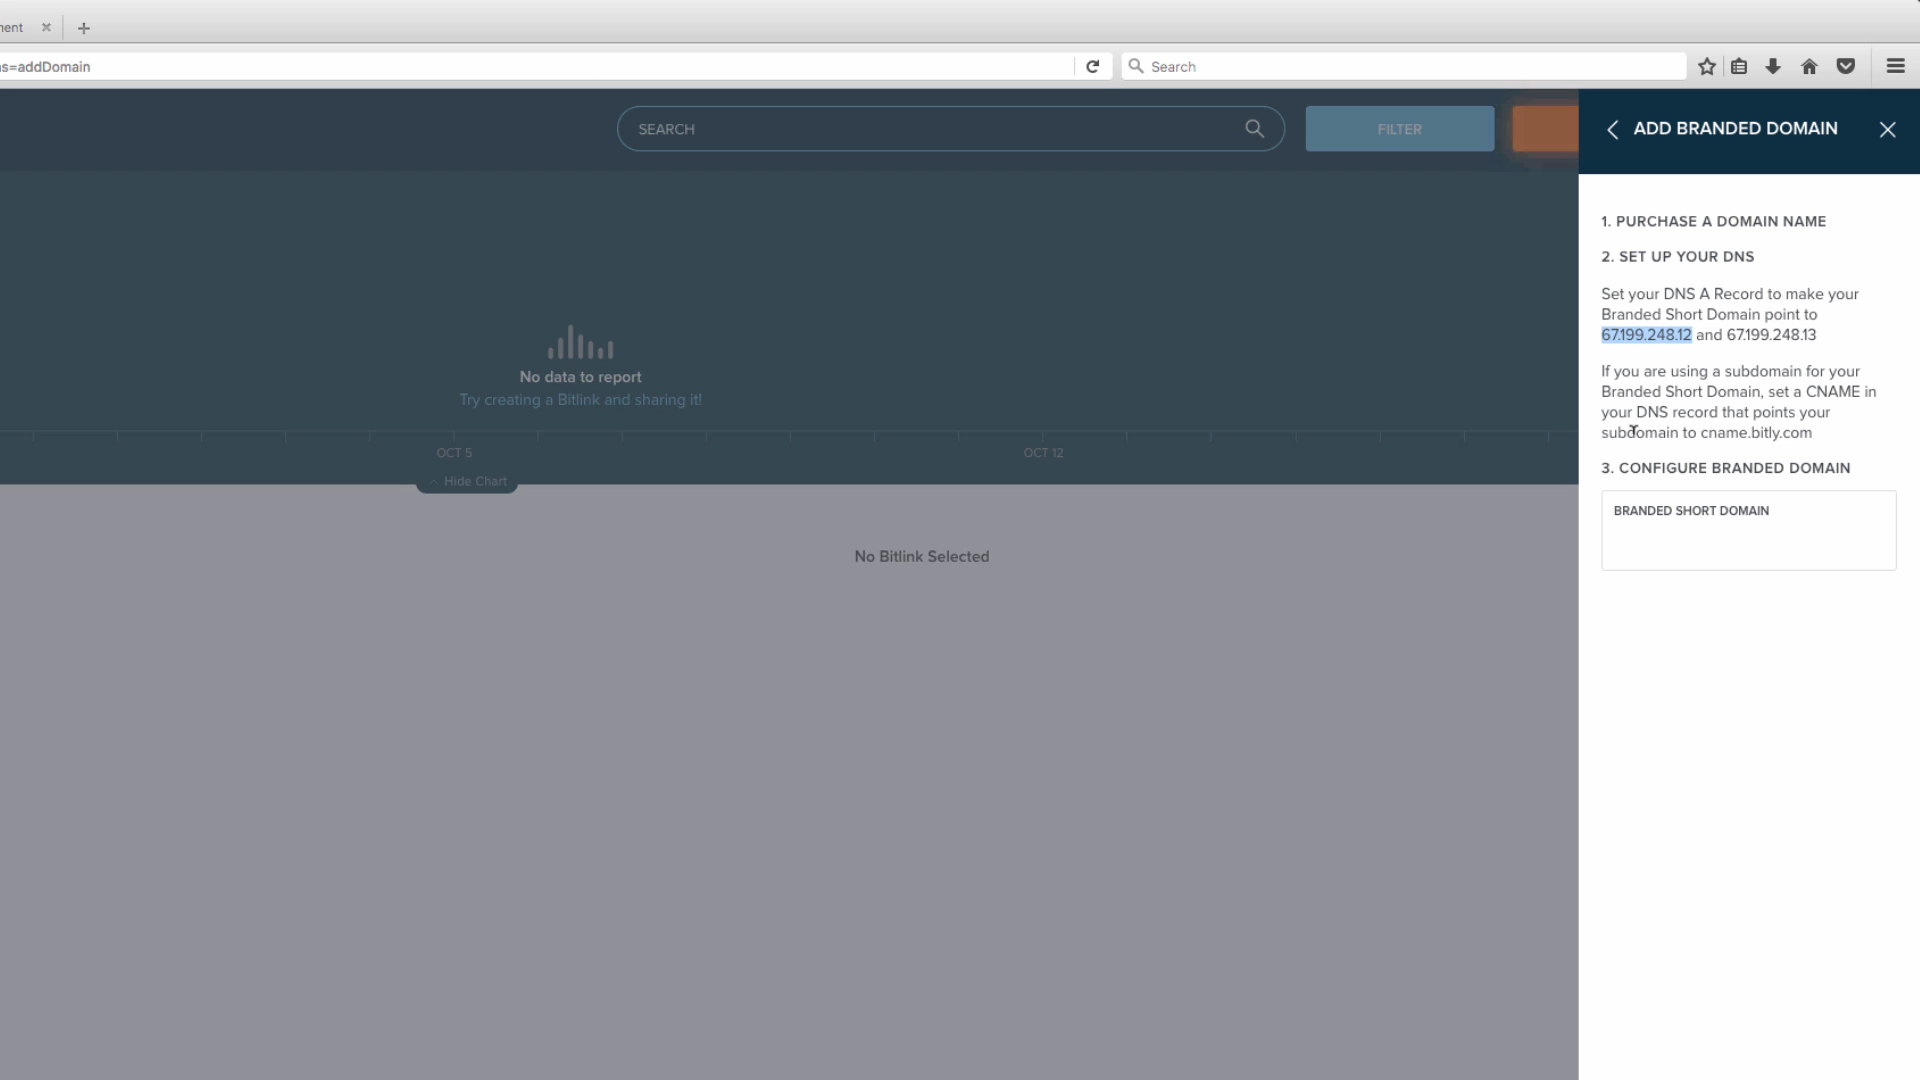 ment
ns=addDomain
Search
SEARCH
FILTER
ADD BRANDED DOMAIN
1. PURCHASE A DOMAIN NAME
2. SET UP YOUR DNS
Set your DNS A Record to make your
Branded Short Domain point to
67.199.248.12 and 67.199.248.13
If you are using a subdomain for your
Branded Short Domain, set a CNAME in
your DNS record that points your
subdomain to cname.bitly.com
3. CONFIGURE BRANDED DOMAIN
BRANDED SHORT DOMAIN
No data to report
Try creating a Bitlink and sharing it!
OCT 5
OCT 12
Hide Chart
No Bitlink Selected